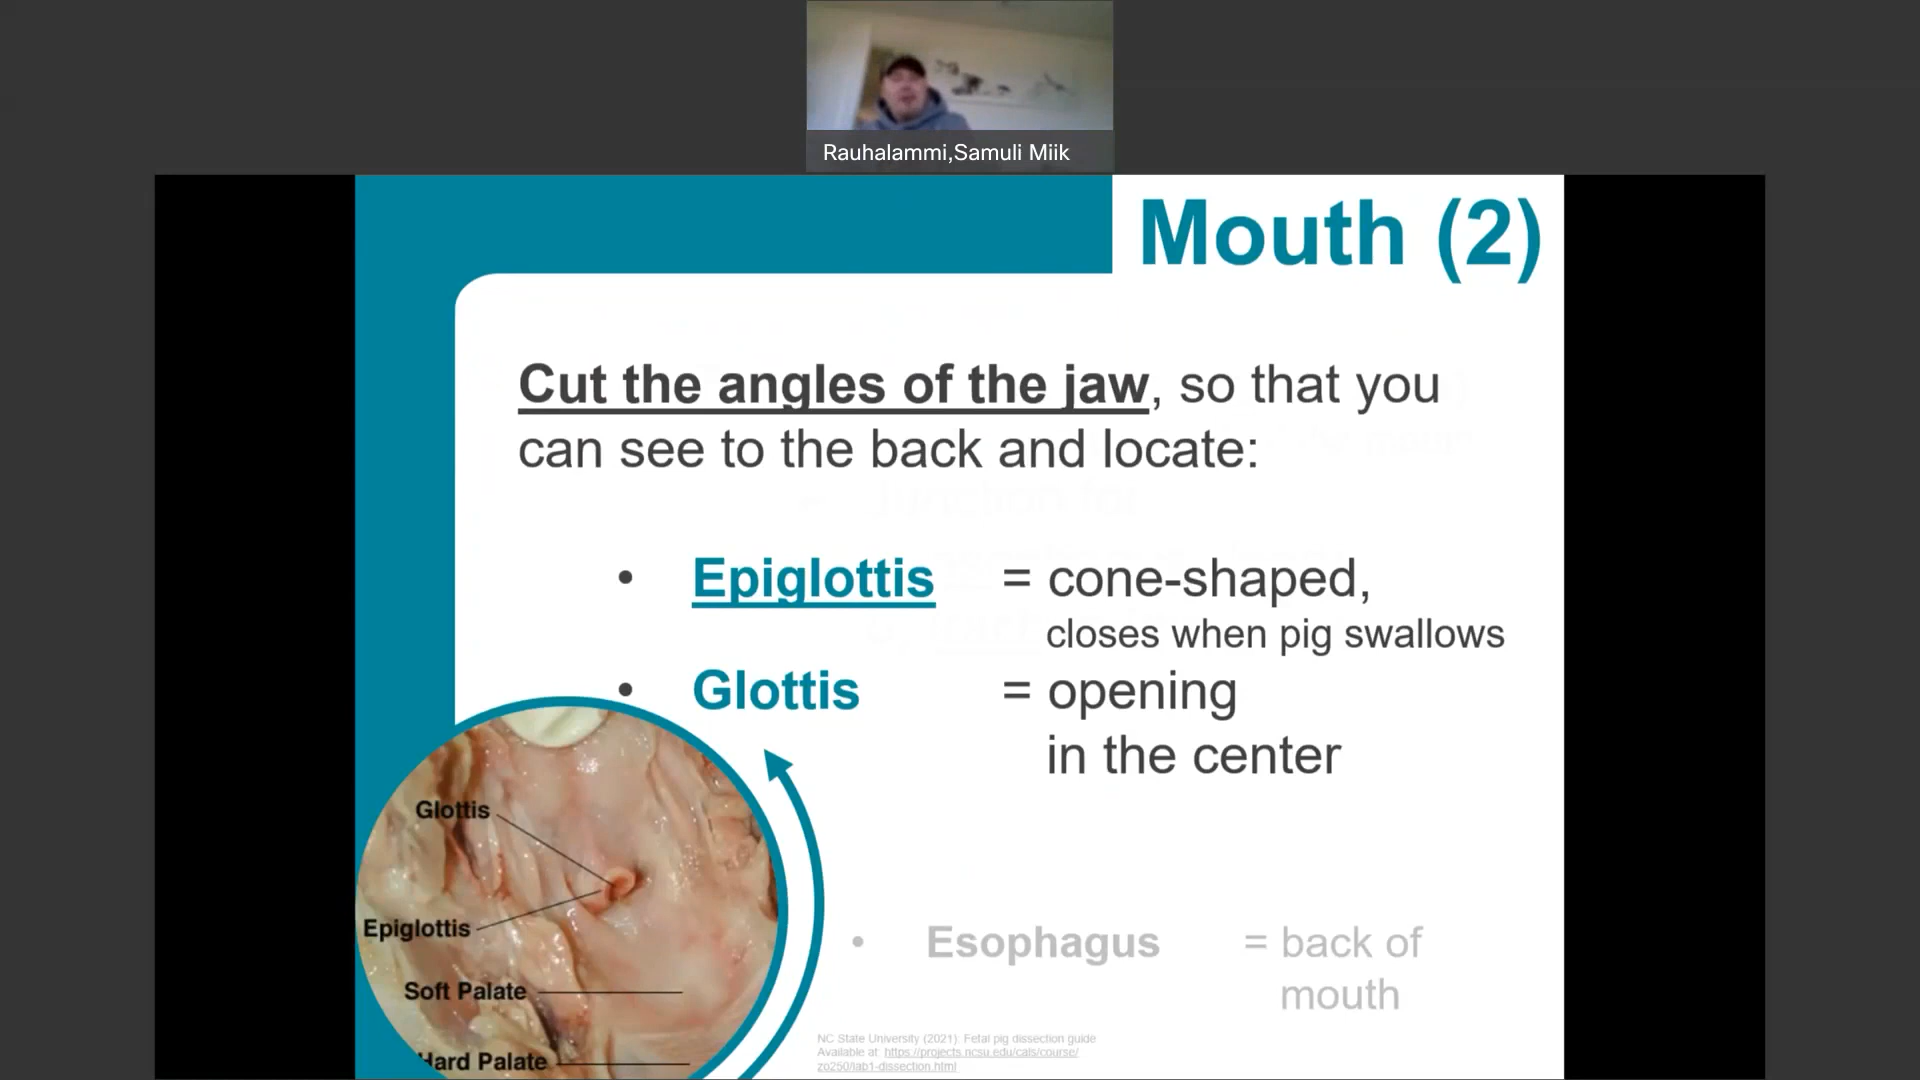 Rauhalammi,Samuli Miik
Mouth (2)
Cut the angles of the jaw, so that you
can see to the back and locate:
• Epiglottis = cone-shaped,
closes when pig swallows
• Glottis = opening
in the center
Glottis
Epiglottis
Soft Palate
Hard Palate
• Esophagus = back of
mouth
NC State University (2021). Fetal pig dissection guide
Available at: https://projects.ncsu.edu/cals/course/
zo250/lab1-dissection.html